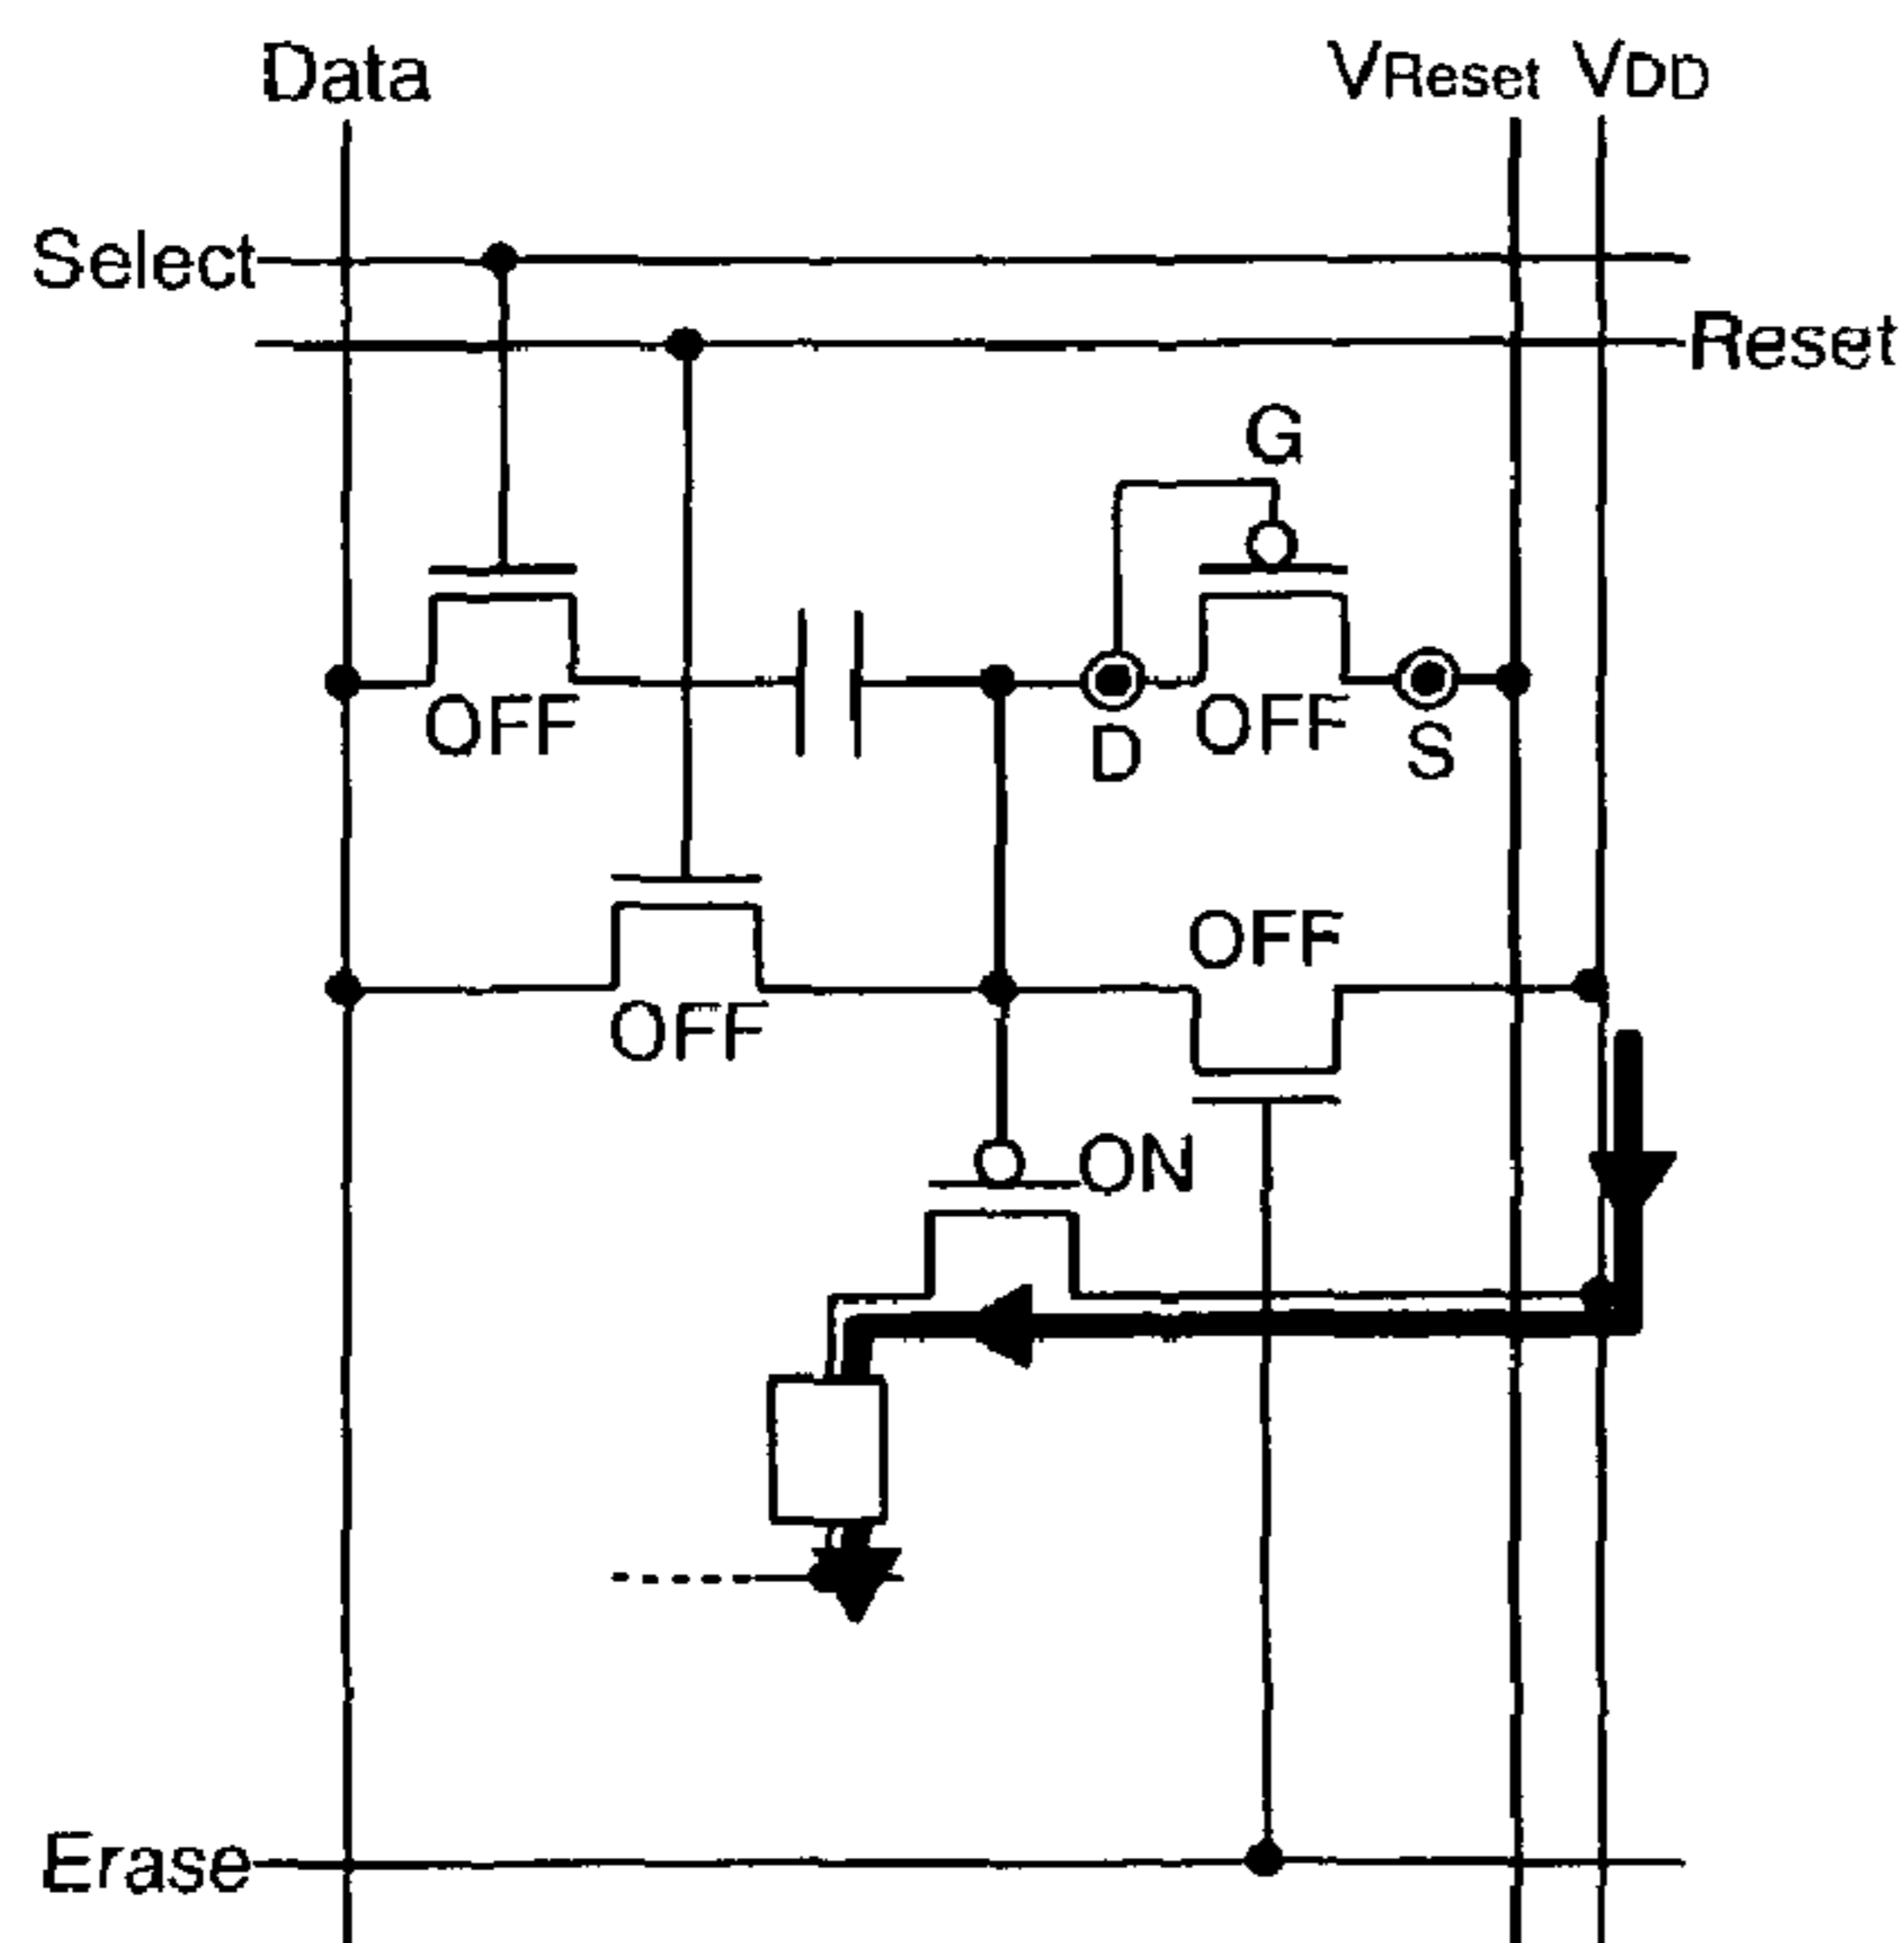 Data
VReset VDD
Select
Reset
G
OFF
D
OFF
S
OFF
OFF
ON
Erase